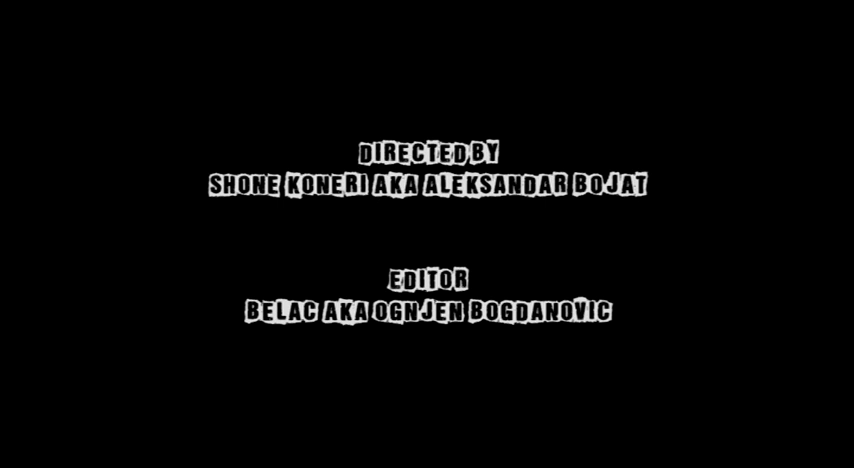 DIRECTED BY
SHONE KONERI AKA ALEKSANDAR BOJAT
EDITOR
BELAC AKA OGNJEN BOGDANOVIC